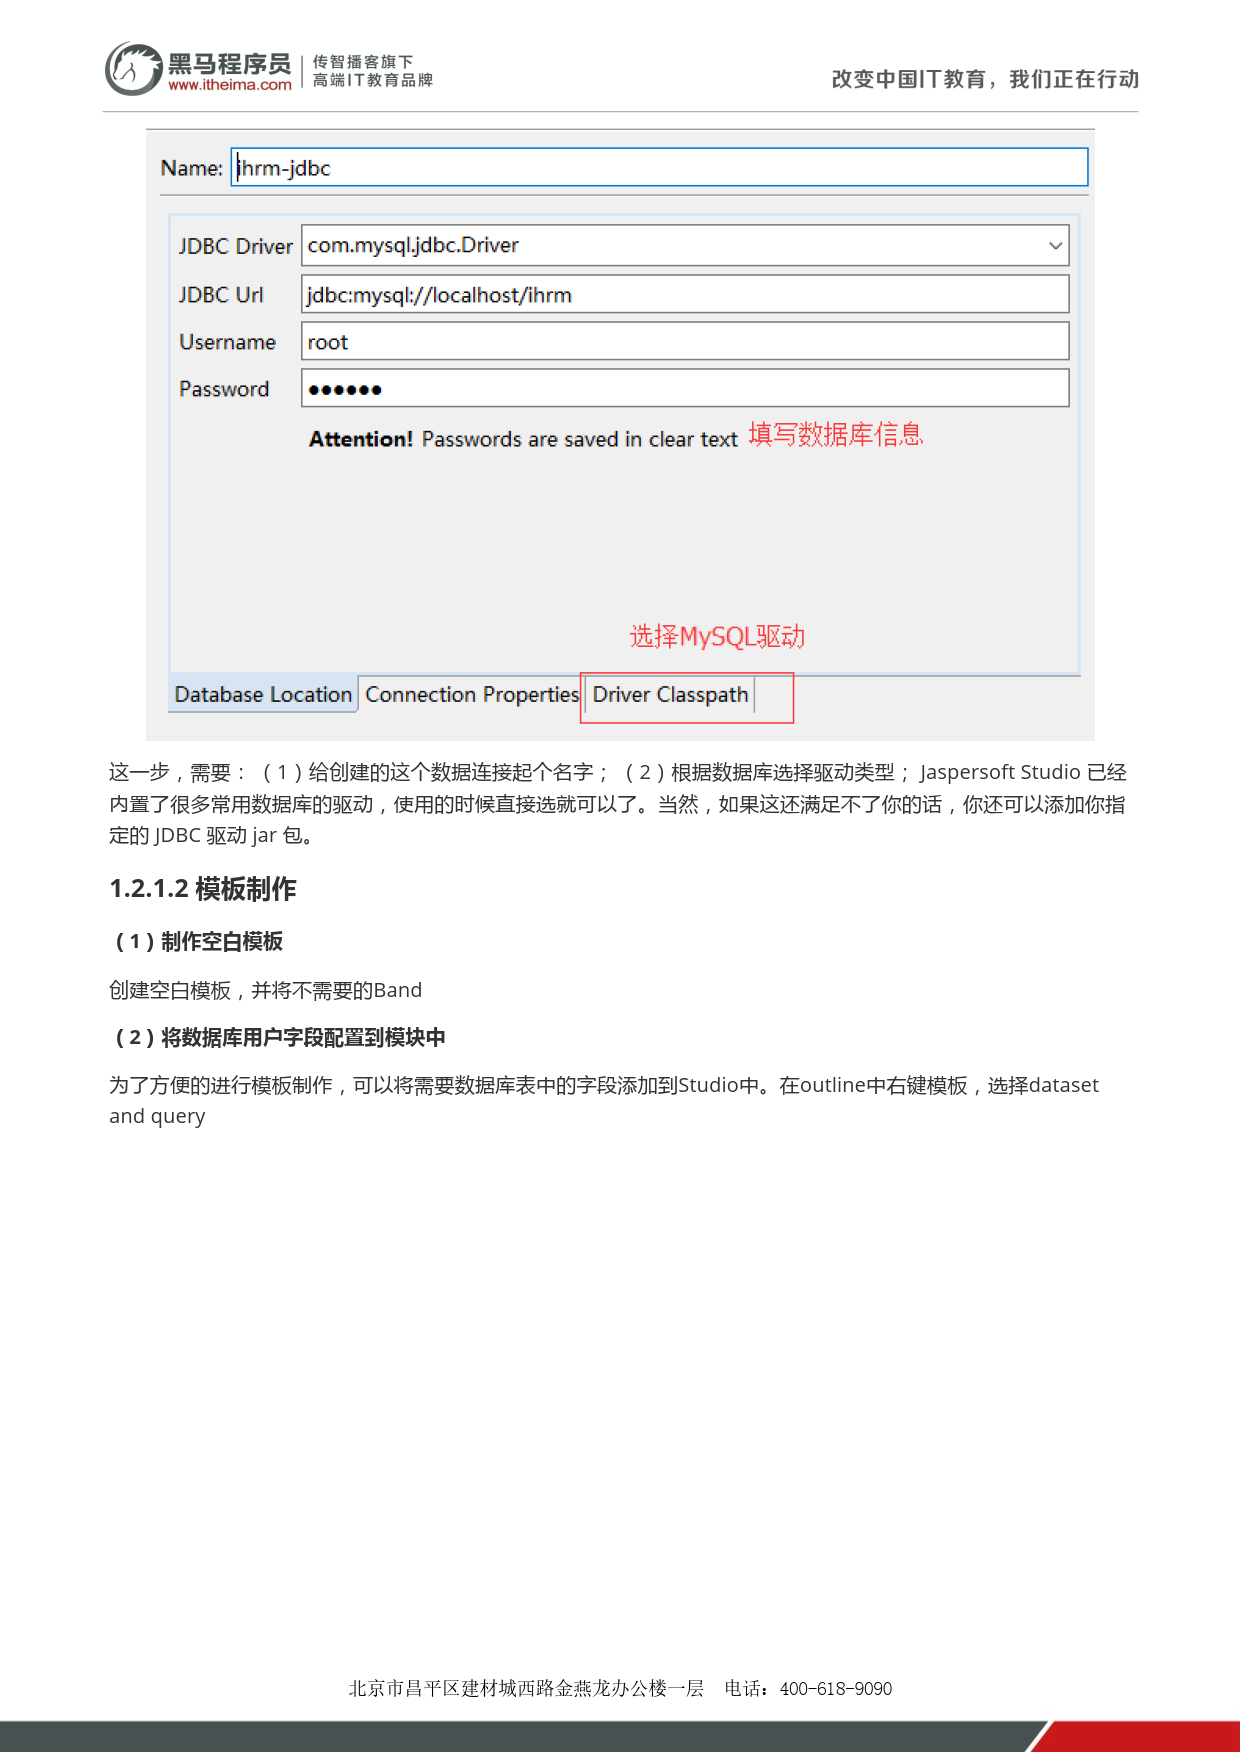 黑马程序员
www.itheima.com
传智播客旗下
高端IT教育品牌
改变中国IT教育，我们正在行动
Name: ihrm-jdbc
JDBC Driver com.mysql.jdbc.Driver
JDBC Url jdbc:mysql://localhost/ihrm
Username root
Password ●●●●●●
Attention! Passwords are saved in clear text 填写数据库信息
选择MySQL驱动
Database Location Connection Properties Driver Classpath
这一步，需要：（1）给创建的这个数据连接起个名字；（2）根据数据库选择驱动类型； Jaspersoft Studio 已经
内置了很多常用数据库的驱动，使用的时候直接选就可以了。当然，如果这还满足不了你的话，你还可以添加你指
定的 JDBC 驱动 jar 包。
1.2.1.2 模板制作
（1）制作空白模板
创建空白模板，并将不需要的Band
（2）将数据库用户字段配置到模块中
为了方便的进行模板制作，可以将需要数据库表中的字段添加到Studio中。在outline中右键模板，选择dataset
and query
北京市昌平区建材城西路金燕龙办公楼一层 电话：400-618-9090